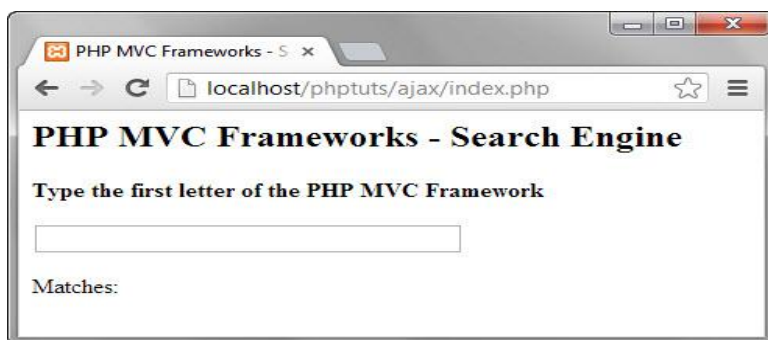 PHP MVC Frameworks - S
localhost/phptuts/ajax/index.php
PHP MVC Frameworks - Search Engine
Type the first letter of the PHP MVC Framework
Matches: